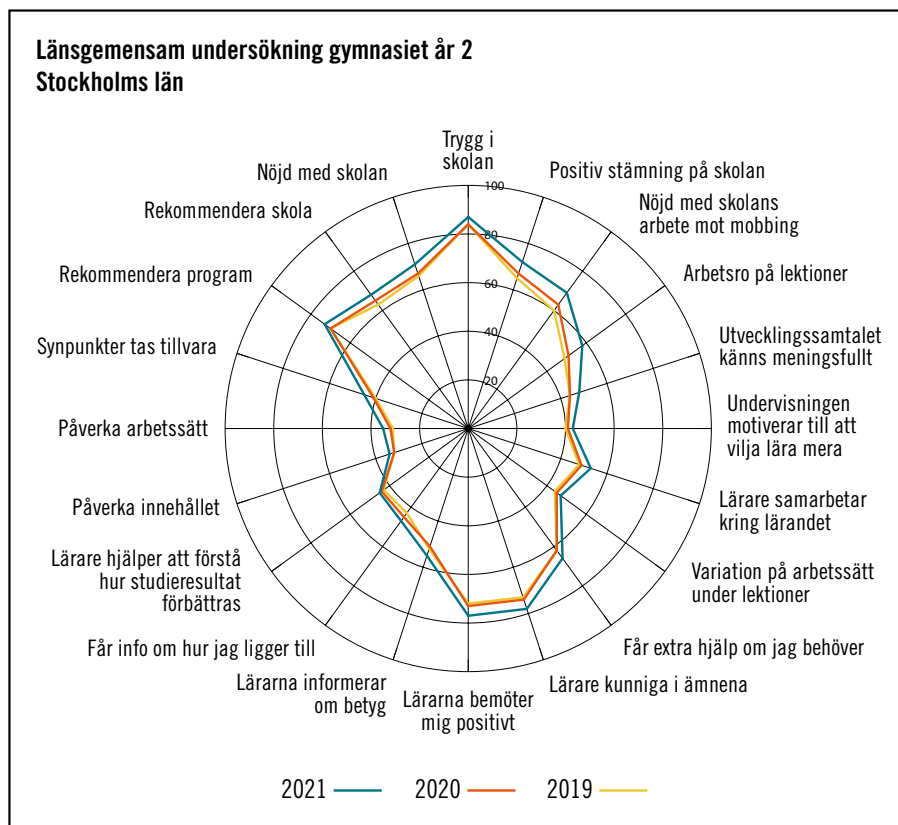 Länsgemensam undersökning gymnasiet år 2
Stockholms län
Trygg i
skolan
Positiv stämning på skolan
Nöjd med skolans
arbete mot mobbing
Arbetsro på lektioner
Utvecklingssamtalet
känns meningsfullt
Undervisningen
motiverar till att
vilja lära mera
Lärare samarbetar
kring lärandet
Variation på arbetssätt
under lektioner
Får extra hjälp om jag behöver
Lärare kunniga i ämnena
Lärarna bemöter
mig positivt
Lärarna informerar
om betyg
Får info om hur jag ligger till
Lärare hjälper att förstå
hur studieresultat
förbättras
Påverka innehållet
Påverka arbetssätt
Synpunkter tas tillvara
Rekommendera program
Rekommendera skola
Nöjd med skolan
100
80
60
40
20
2021
2020
2019